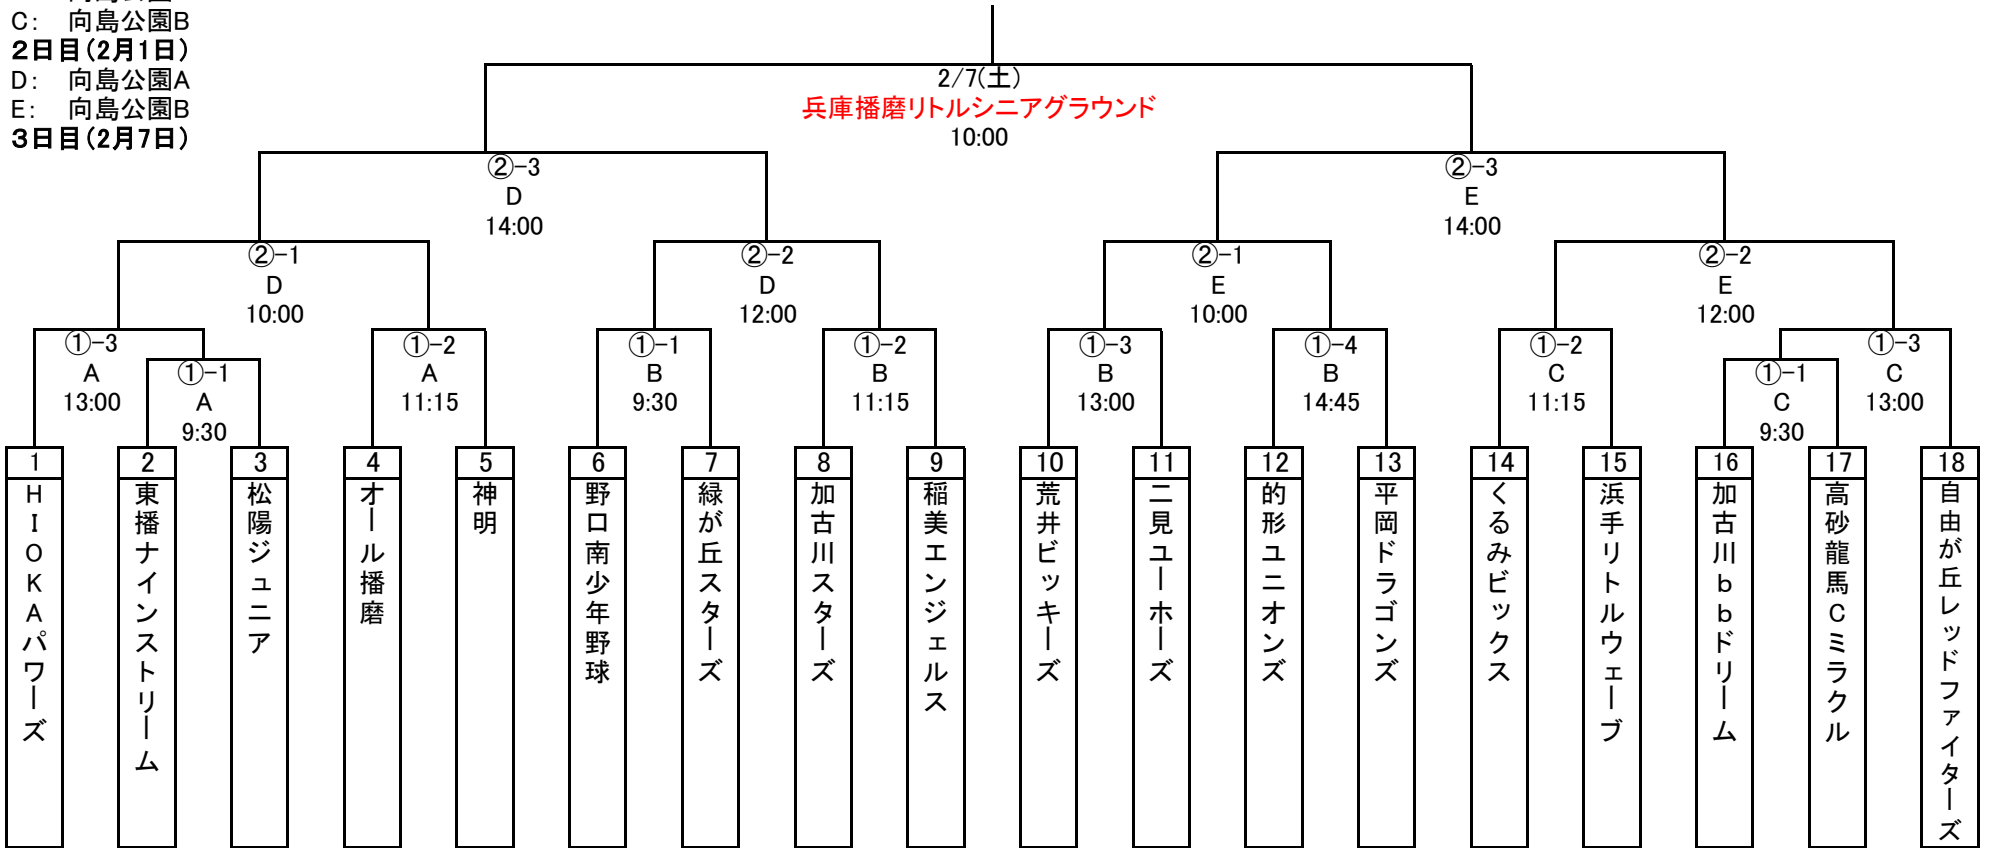 C:　向島公園B
２日目(2月1日)
D:　向島公園A
E:　向島公園B
３日目(2月7日)
2/7(土)
兵庫播磨リトルシニアグラウンド
10:00
②-3
D
14:00
②-3
E
14:00
②-1
D
10:00
②-2
D
12:00
②-1
E
10:00
②-2
E
12:00
①-3
A
13:00
①-1
A
9:30
①-2
A
11:15
①-1
B
9:30
①-2
B
11:15
①-3
B
13:00
①-4
B
14:45
①-2
C
11:15
①-1
C
9:30
①-3
C
13:00
1
HIOKAパワーズ
2
東播ナインストリーム
3
松陽ジュニア
4
オール播磨
5
神明
6
野口南少年野球
7
緑が丘スターズ
8
加古川スターズ
9
稲美エンジェルス
10
荒井ビッキーズ
11
二見ユーホーズ
12
的形ユニオンズ
13
平岡ドラゴンズ
14
くるみビックス
15
浜手リトルウェーブ
16
加古川ｂｂドリーム
17
高砂龍馬Cミラクル
18
自由が丘レッドファイターズ